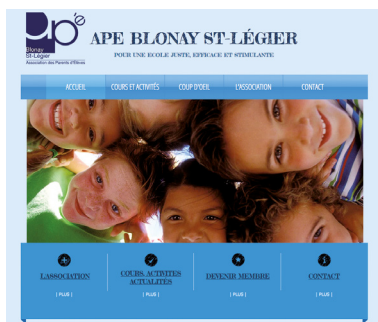 apé
Blonay
St-Légier
Association des Parents d'Elèves
APE BLONAY ST-LÉGIER
POUR UNE ECOLE JUSTE, EFFICACE ET STIMULANTE
ACCUEIL COURS ET ACTIVITÉS COUP D'OEIL L'ASSOCIATION CONTACT
L'ASSOCIATION COURS, ACTIVITES DEVENIR MEMBRE CONTACT
ACTUALITES
[ PLUS ] [ PLUS ] [ PLUS ] [ PLUS ]